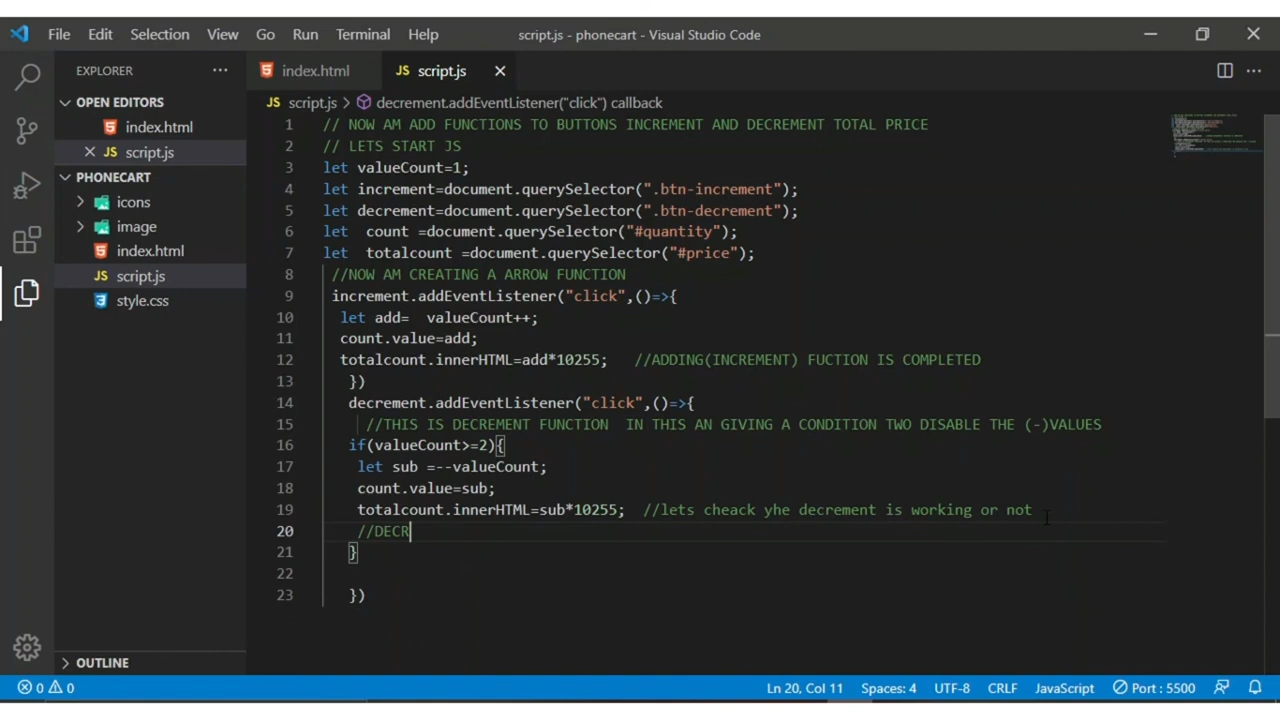 File Edit Selection View Go Run Terminal Help script.js - phonecart - Visual Studio Code
EXPLORER
OPEN EDITORS
index.html
JS script.js
PHONECART
icons
image
index.html
JS script.js
style.css
OUTLINE
index.html JS script.js
JS script.js > decrement.addEventListener("click") callback
1 // NOW AM ADD FUNCTIONS TO BUTTONS INCREMENT AND DECREMENT TOTAL PRICE
2 // LETS START JS
3 let valueCount=1;
4 let increment=document.querySelector(".btn-increment");
5 let decrement=document.querySelector(".btn-decrement");
6 let  count =document.querySelector("#quantity");
7 let  totalcount =document.querySelector("#price");
8 //NOW AM CREATING A ARROW FUNCTION
9 increment.addEventListener("click",()=>{
10 let add=  valueCount++;
11 count.value=add;
12 totalcount.innerHTML=add*10255;   //ADDING(INCREMENT) FUCTION IS COMPLETED
13 })
14 decrement.addEventListener("click",()=>{
15 //THIS IS DECREMENT FUNCTION  IN THIS AN GIVING A CONDITION TWO DISABLE THE (-)VALUES
16 if(valueCount>=2){
17 let sub =--valueCount;
18 count.value=sub;
19 totalcount.innerHTML=sub*10255;  //lets cheack yhe decrement is working or not
20 //DECR
21 }
22
23 })
0 0 Ln 20, Col 11 Spaces: 4 UTF-8 CRLF JavaScript Port : 5500